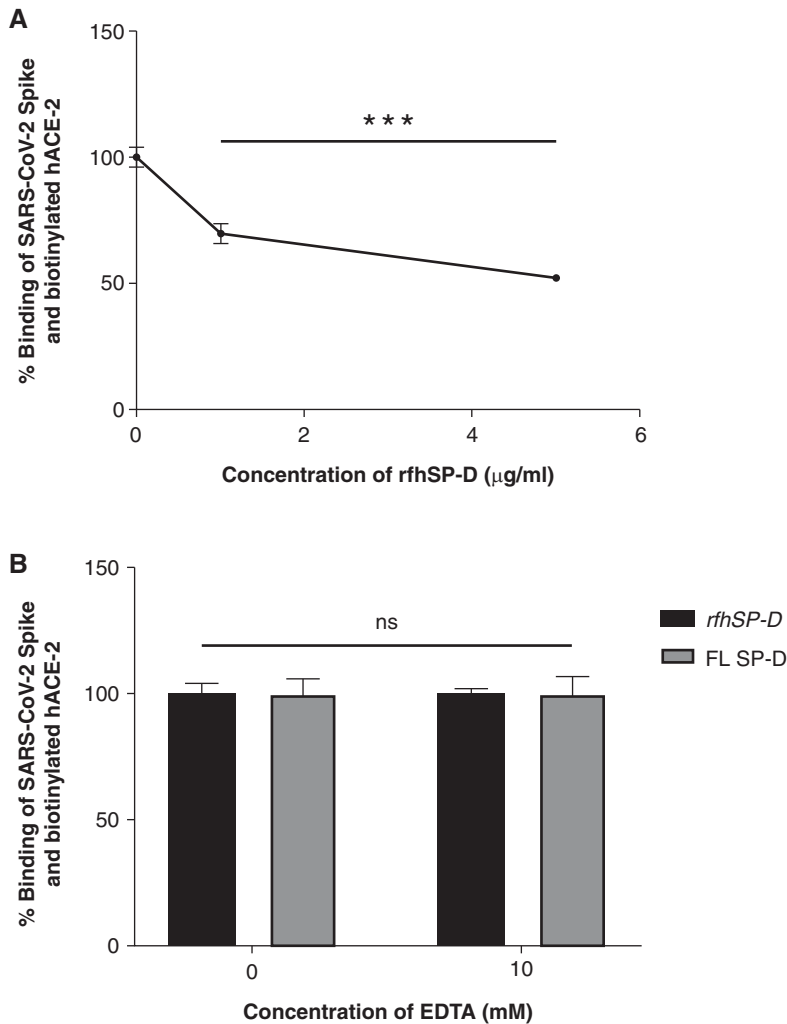 A
150
100
50
0
% Binding of SARS-CoV-2 Spike
and biotinylated hACE-2
***
0 2 4 6
Concentration of rfhSP-D (μg/ml)
B
150
100
50
0
% Binding of SARS-CoV-2 Spike
and biotinylated hACE-2
ns
rfhSP-D
FL SP-D
0 10
Concentration of EDTA (mM)